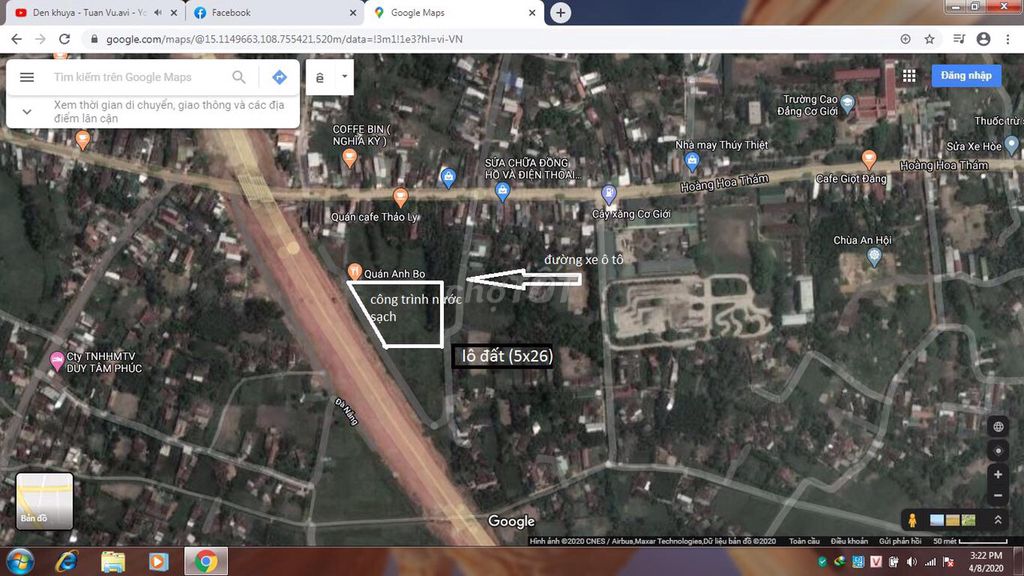 Den khuya - Tuan Vu.avi - Yo
Facebook
Google Maps
google.com/maps/@15.1149663,108.755421,520m/data=!3m1!1e3?hl=vi-VN
Tìm kiếm trên Google Maps
ê
Đăng nhập
Xem thời gian di chuyển, giao thông và các địa
điểm lân cận
Trường Cao
Đẳng Cơ Giới
Thuốc trừ s
COFFE BIN (
NGHĨA KỲ )
Nhà may Thúy Thiệt
Sửa Xe Hòe
SỬA CHỮA ĐỒNG
HỒ VÀ ĐIỆN THOẠI...
Hoàng Hoa Thám
Hoàng Hoa Thám
Cafe Giọt Đắng
Quán cafe Thảo Ly
Cây xăng Cơ Giới
Chùa An Hội
đường xe ô tô
Quán Anh Bo
chợ TỐT
công trình nước
sạch
lô đất (5x26)
Cty TNHHMTV
DUY TÂM PHÚC
Đà Nẵng
Bản đồ
Google
Hình ảnh ©2020 CNES / Airbus,Maxar Technologies,Dữ liệu bản đồ ©2020
Toàn cầu
Điều khoản
Gửi phản hồi
50 mét
3:22 PM
4/8/2020